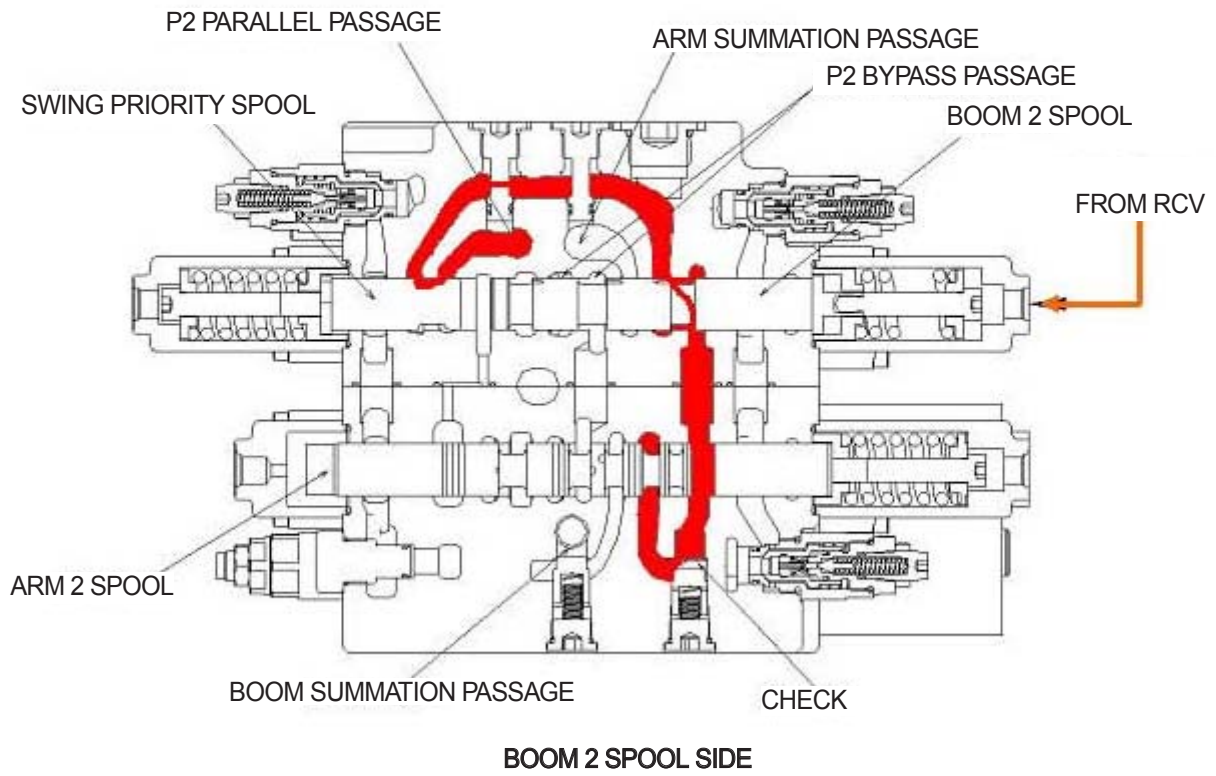 P2 PARALLEL PASSAGE
ARM SUMMATION PASSAGE
P2 BYPASS PASSAGE
SWING PRIORITY SPOOL
BOOM 2 SPOOL
FROM RCV
ARM 2 SPOOL
BOOM SUMMATION PASSAGE
CHECK
BOOM 2 SPOOL SIDE